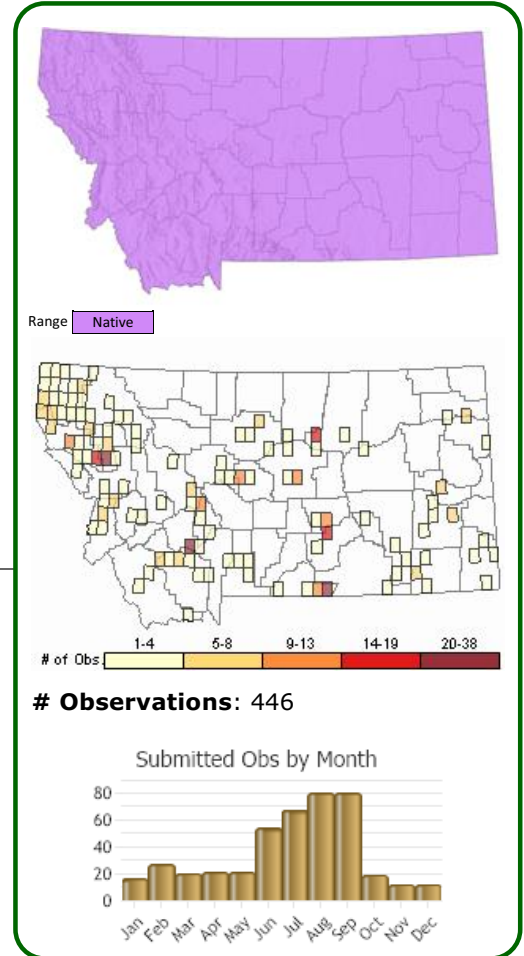 Range Native
1-4 5-8 9-13 14-19 20-38
# of Obs.
# Observations: 446
Submitted Obs by Month
80
60
40
20
0
Jan Feb Mar Apr May Jun Jul Aug Sep Oct Nov Dec